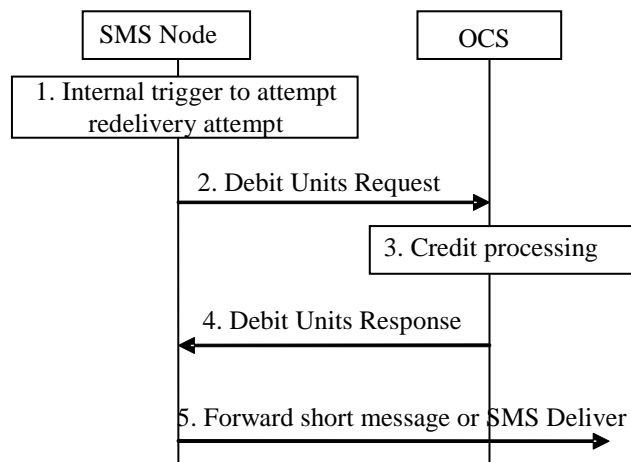 SMS Node
OCS
1. Internal trigger to attempt
redelivery attempt
2. Debit Units Request
3. Credit processing
4. Debit Units Response
5. Forward short message or SMS Deliver